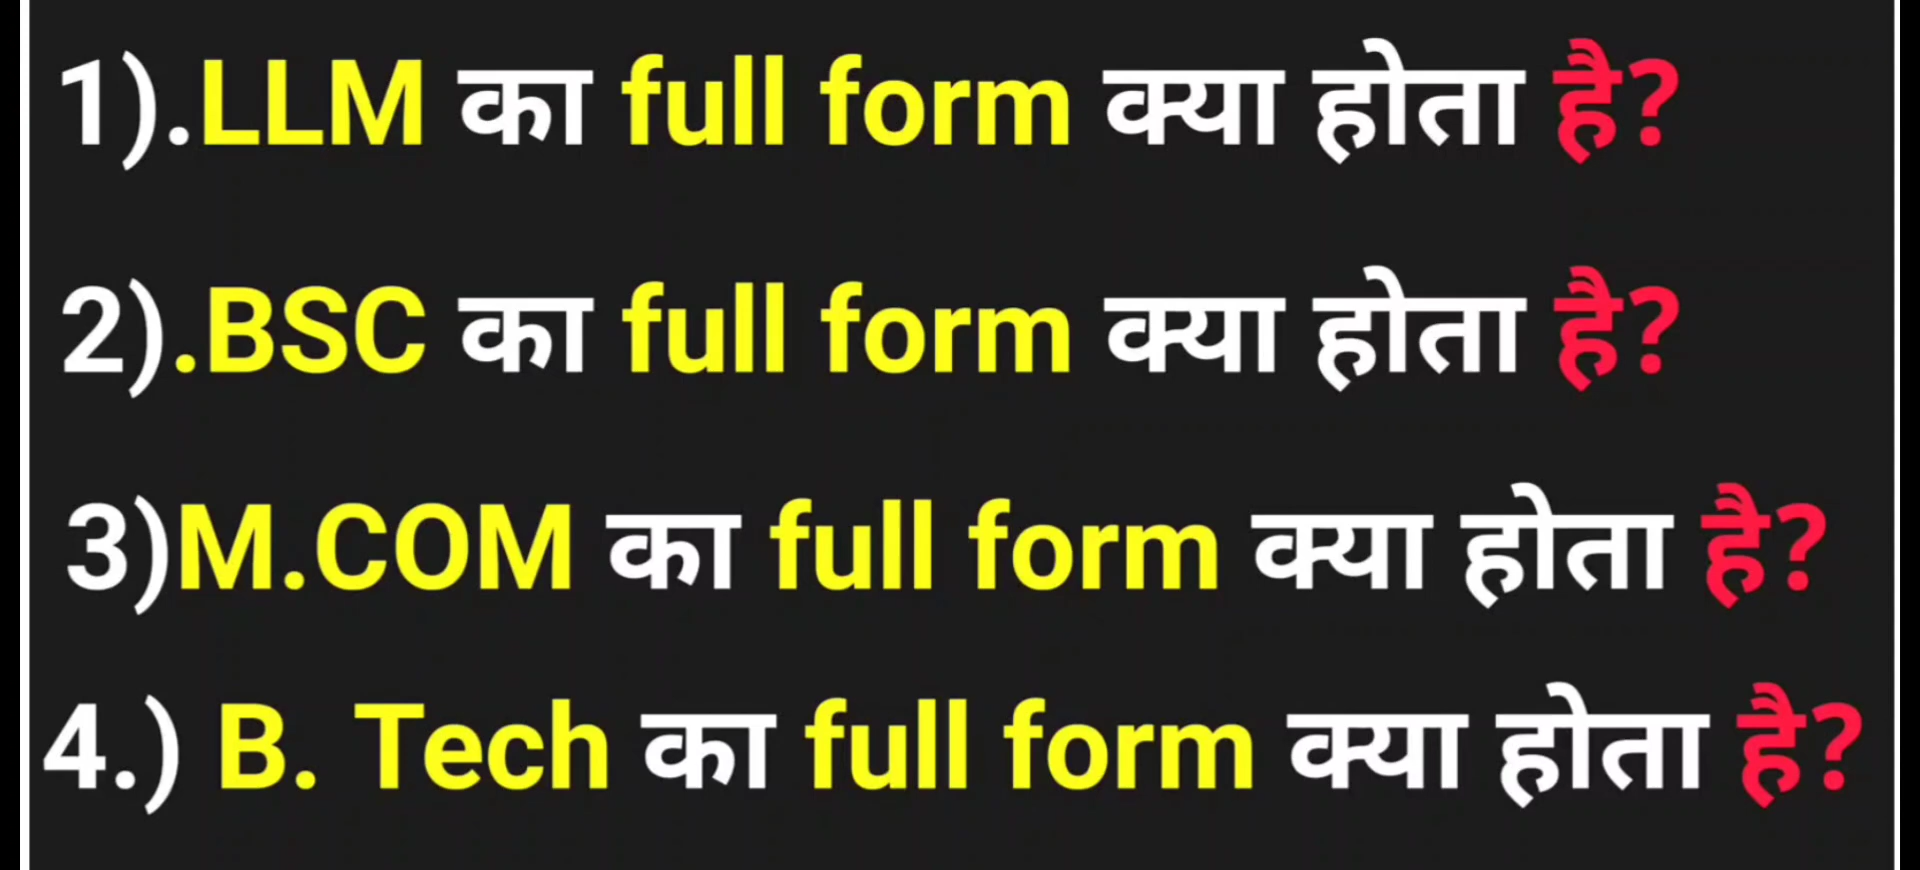 1).LLM का full form क्या होता है?
2).BSC का full form क्या होता है?
3)M.COM का full form क्या होता है?
4.) B. Tech का full form क्या होता है?